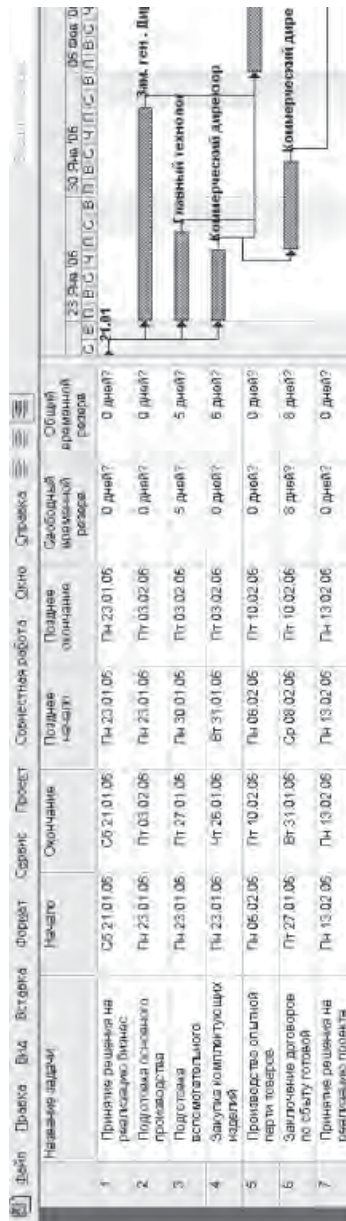 Файл Правка Вид Вставка Формат Сервис Проект Совместная работа Окно Справка
Название задачи Начало Окончание Позднее начало Позднее окончание Свободный временной резерв Общий временной резерв
23 Янв '06 30 Янв '06 06 Фев '0
С В П В С Ч П С В П В С Ч П С В П В С Ч
1 Принятие решения на реализацию бизнес Сб 21.01.06 Сб 21.01.06 Пн 23.01.06 Пн 23.01.06 0 дней? 0 дней?
21.01
2 Подготовка основного производства Пн 23.01.06 Пт 03.02.06 Пн 23.01.06 Пт 03.02.06 0 дней? 0 дней?
Зам. ген . Дир
3 Подготовка вспомогательного Пн 23.01.06 Пт 27.01.06 Пн 30.01.06 Пт 03.02.06 5 дней? 5 дней?
Главный технолог
4 Закупка комплектующих изделий Пн 23.01.06 Чт 26.01.06 Вт 31.01.06 Пт 03.02.06 0 дней? 6 дней?
Коммерческий директор
5 Производство опытной парти товаров Пн 06.02.06 Пт 10.02.06 Пн 06.02.06 Пт 10.02.06 0 дней? 0 дней?
6 Заключение договоров по сбыту готовой Пт 27.01.06 Вт 31.01.06 Ср 08.02.06 Пт 10.02.06 8 дней? 8 дней?
Коммерческий дире
7 Принятие решения на реализацию проекта Пн 13.02.06 Пн 13.02.06 Пн 13.02.06 Пн 13.02.06 0 дней? 0 дней?